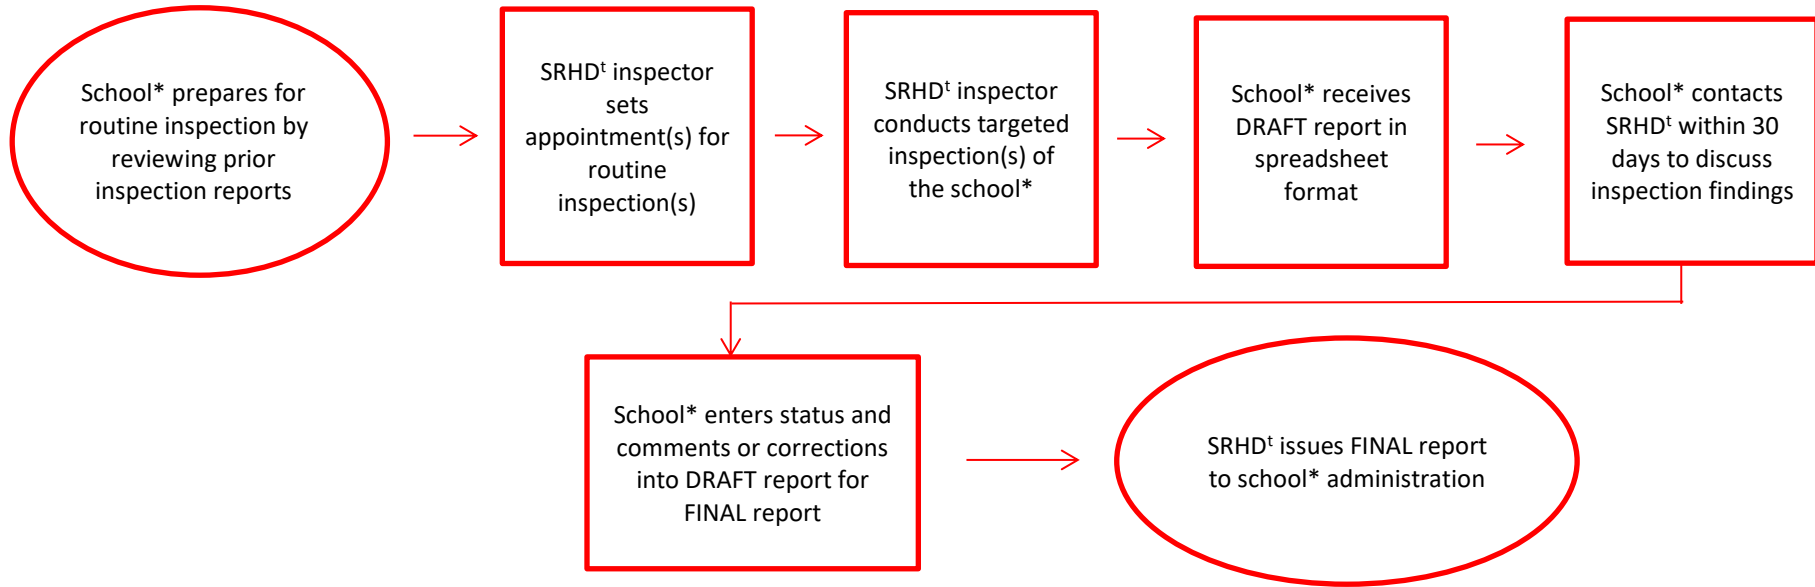 School* prepares for
routine inspection by
reviewing prior
inspection reports
SRHDᵗ inspector
sets
appointment(s) for
routine
inspection(s)
SRHDᵗ inspector
conducts targeted
inspection(s) of
the school*
School* receives
DRAFT report in
spreadsheet
format
School* contacts
SRHDᵗ within 30
days to discuss
inspection findings
School* enters status and
comments or corrections
into DRAFT report for
FINAL report
SRHDᵗ issues FINAL report
to school* administration